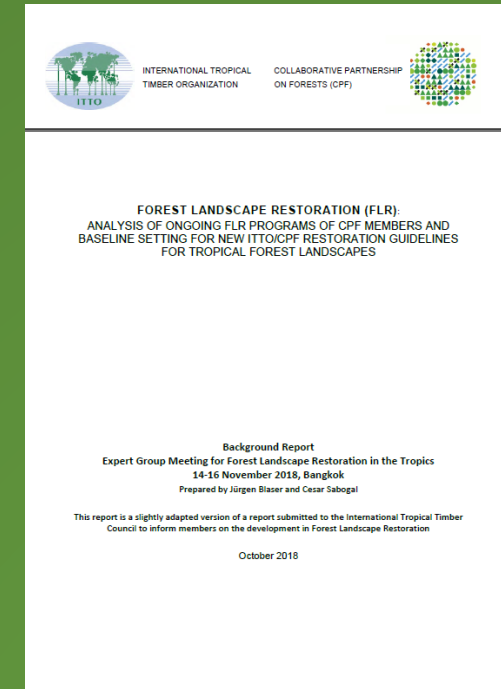 ITTO
INTERNATIONAL TROPICAL
TIMBER ORGANIZATION
COLLABORATIVE PARTNERSHIP
ON FORESTS (CPF)
FOREST LANDSCAPE RESTORATION (FLR):
ANALYSIS OF ONGOING FLR PROGRAMS OF CPF MEMBERS AND
BASELINE SETTING FOR NEW ITTO/CPF RESTORATION GUIDELINES
FOR TROPICAL FOREST LANDSCAPES
Background Report
Expert Group Meeting for Forest Landscape Restoration in the Tropics
14-16 November 2018, Bangkok
Prepared by Jürgen Blaser and Cesar Sabogal
This report is a slightly adapted version of a report submitted to the International Tropical Timber
Council to inform members on the development in Forest Landscape Restoration
October 2018